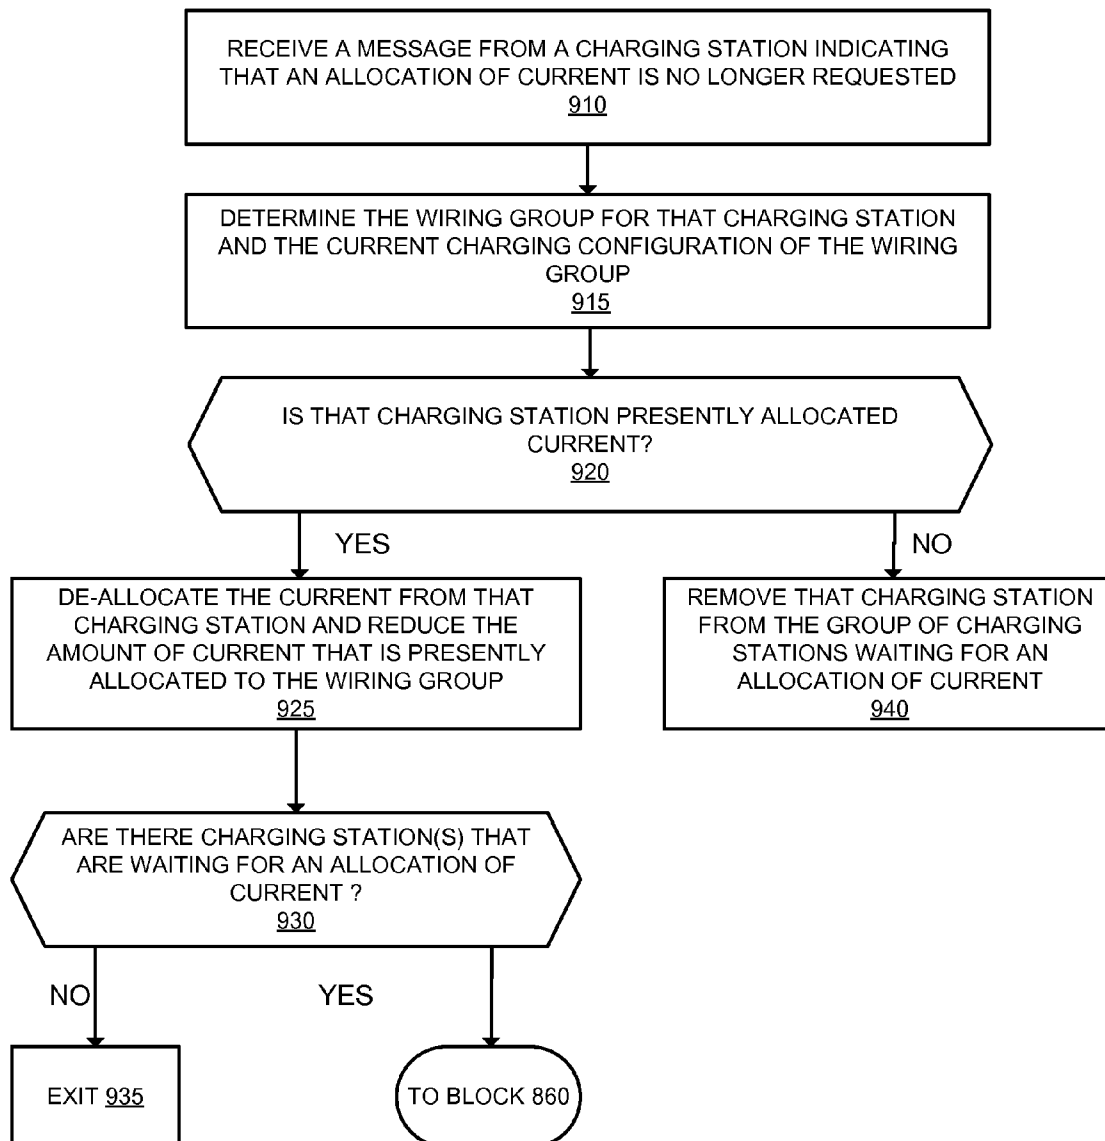 RECEIVE A MESSAGE FROM A CHARGING STATION INDICATING
THAT AN ALLOCATION OF CURRENT IS NO LONGER REQUESTED
910
DETERMINE THE WIRING GROUP FOR THAT CHARGING STATION
AND THE CURRENT CHARGING CONFIGURATION OF THE WIRING
GROUP
915
IS THAT CHARGING STATION PRESENTLY ALLOCATED
CURRENT?
920
YES
NO
DE-ALLOCATE THE CURRENT FROM THAT
CHARGING STATION AND REDUCE THE
AMOUNT OF CURRENT THAT IS PRESENTLY
ALLOCATED TO THE WIRING GROUP
925
REMOVE THAT CHARGING STATION
FROM THE GROUP OF CHARGING
STATIONS WAITING FOR AN
ALLOCATION OF CURRENT
940
ARE THERE CHARGING STATION(S) THAT
ARE WAITING FOR AN ALLOCATION OF
CURRENT ?
930
NO
YES
EXIT 935
TO BLOCK 860